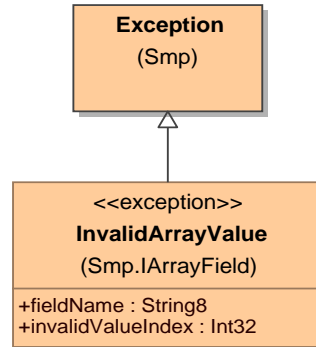 Exception
(Smp)
<<exception>>
InvalidArrayValue
(Smp.IArrayField)
+fieldName : String8
+invalidValueIndex : Int32